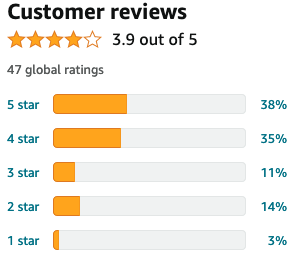 Customer reviews
3.9 out of 5
47 global ratings
5 star 38%
4 star 35%
3 star 11%
2 star 14%
1 star 3%